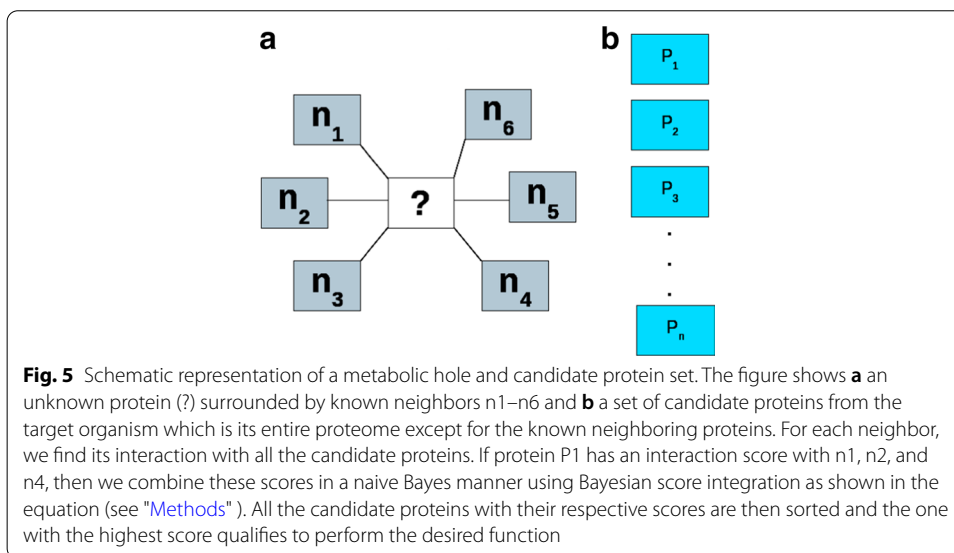 a
b
n1
n2
n3
?
n6
n5
n4
P1
P2
P3
.
.
.
Pn
Fig. 5 Schematic representation of a metabolic hole and candidate protein set. The figure shows a an
unknown protein (?) surrounded by known neighbors n1–n6 and b a set of candidate proteins from the
target organism which is its entire proteome except for the known neighboring proteins. For each neighbor,
we find its interaction with all the candidate proteins. If protein P1 has an interaction score with n1, n2, and
n4, then we combine these scores in a naive Bayes manner using Bayesian score integration as shown in the
equation (see "Methods" ). All the candidate proteins with their respective scores are then sorted and the one
with the highest score qualifies to perform the desired function